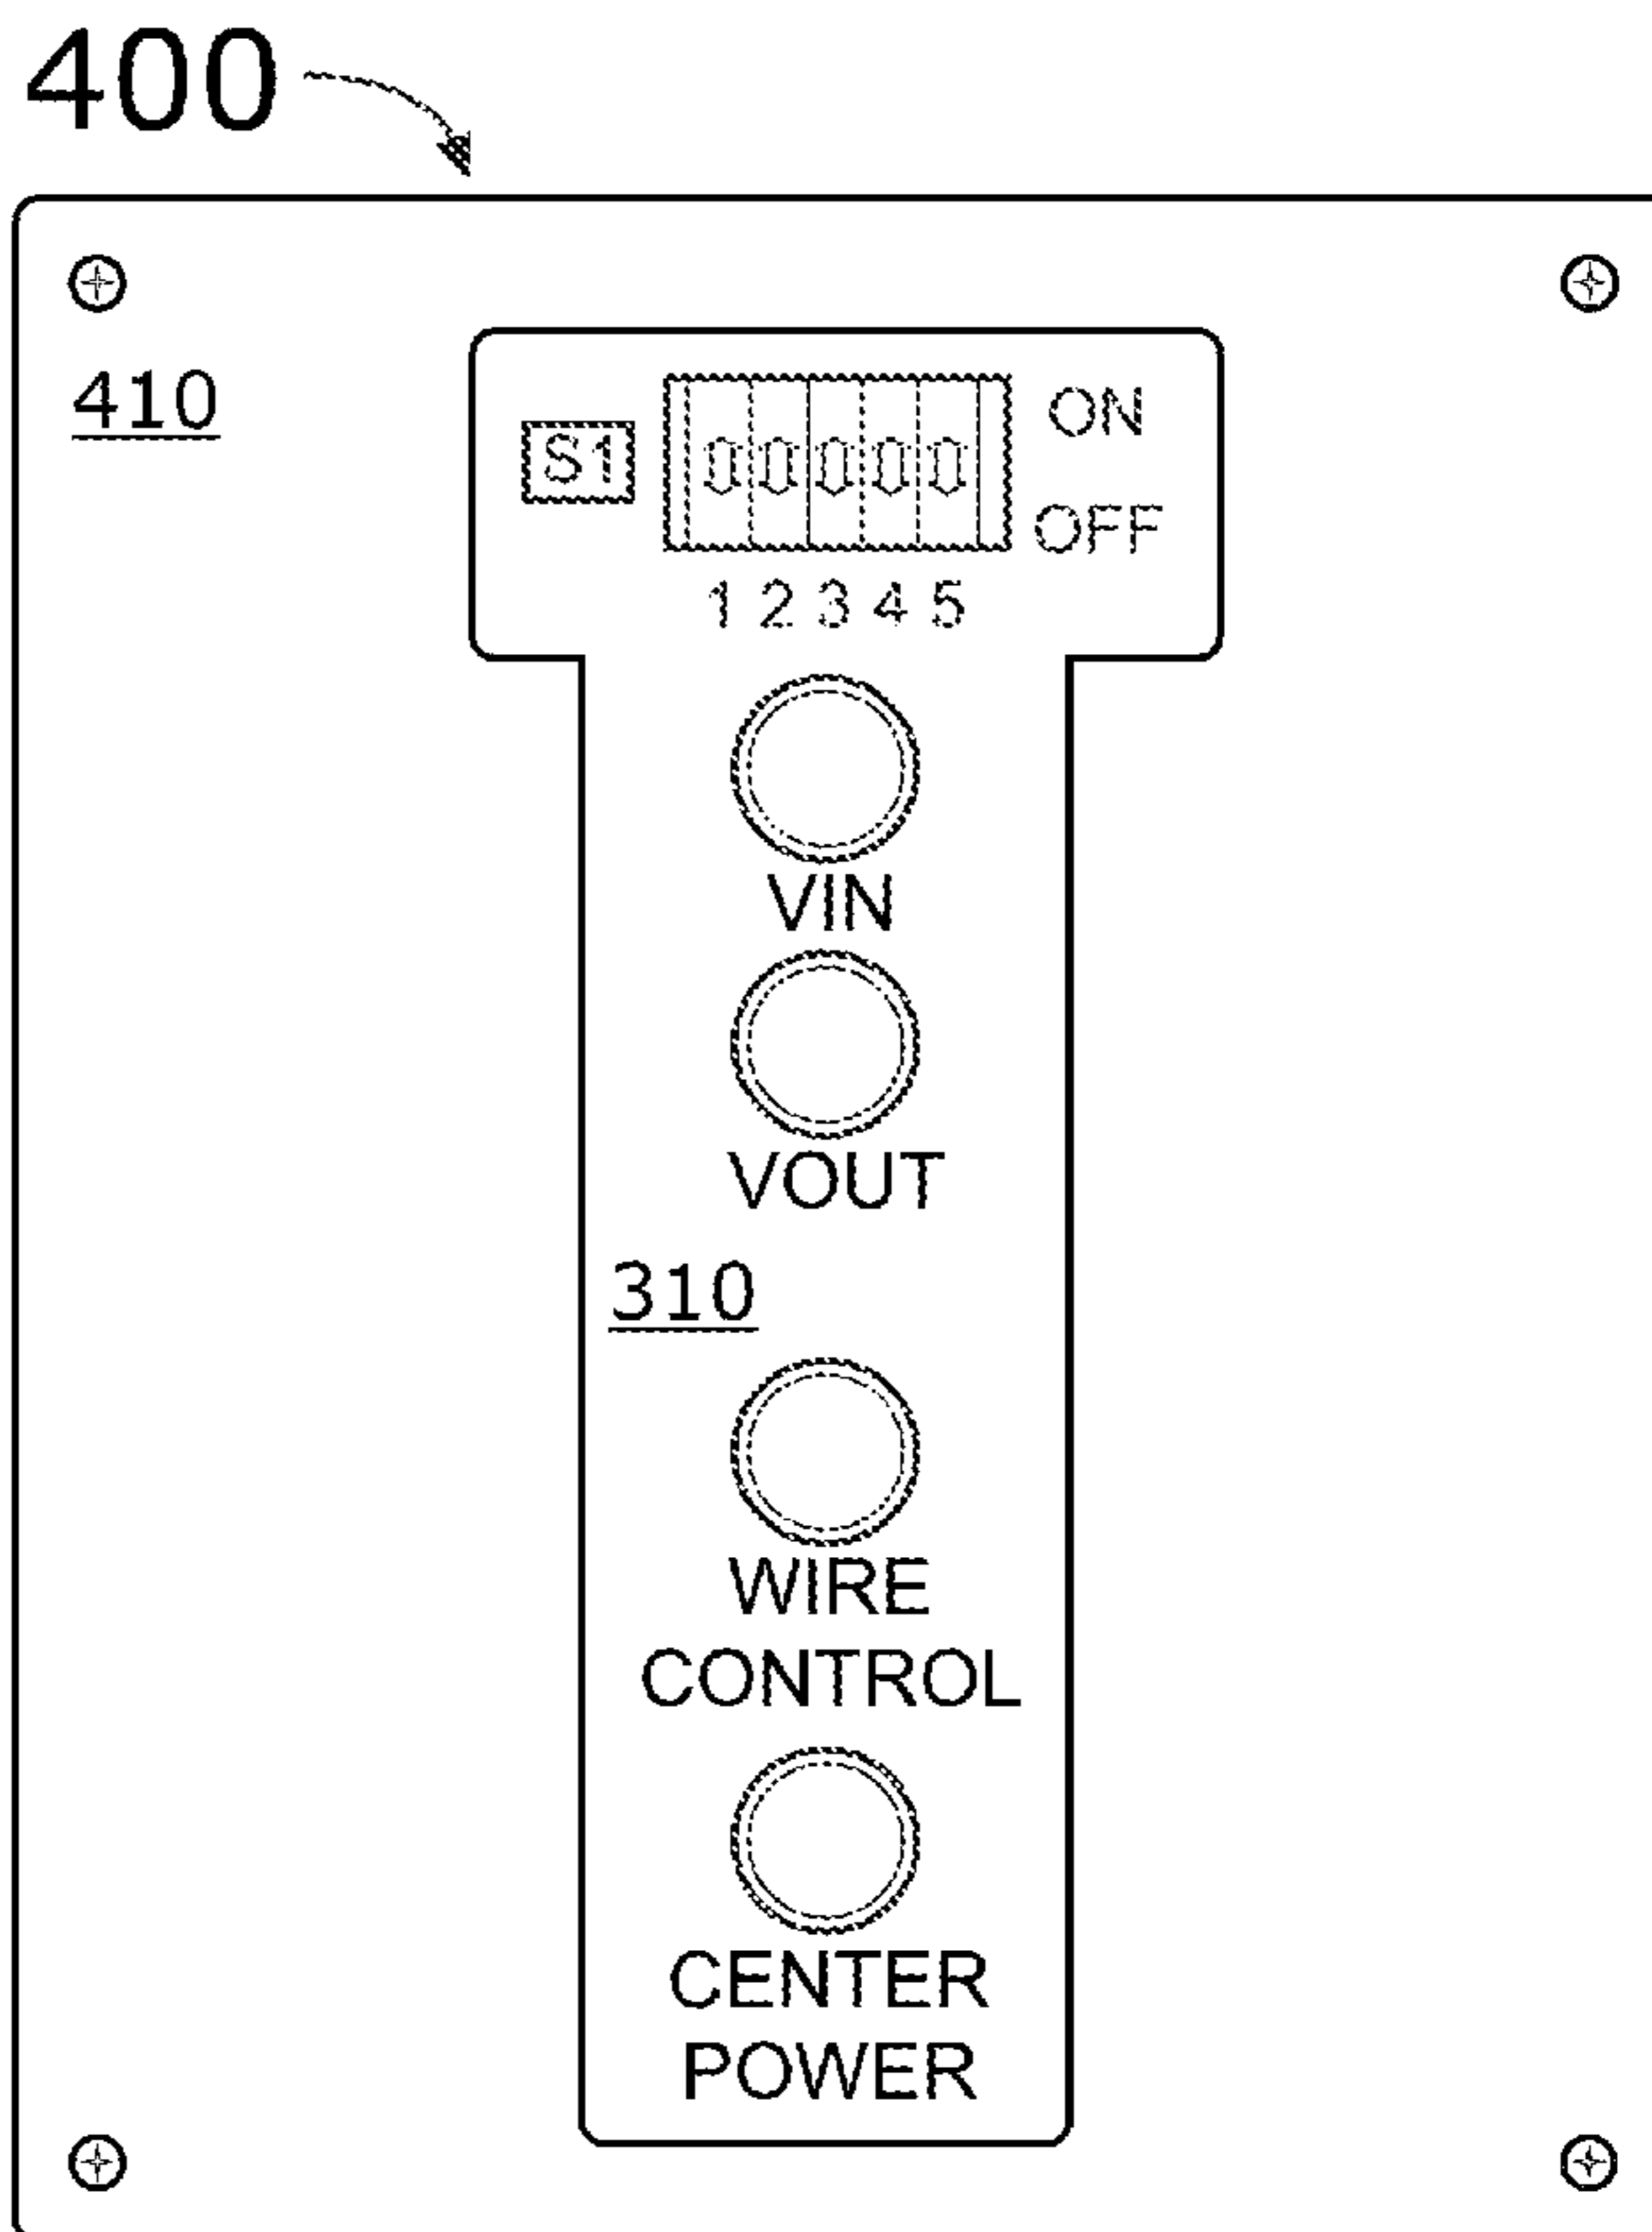 400
410
S1
ON
OFF
1 2 3 4 5
VIN
VOUT
310
WIRE
CONTROL
CENTER
POWER